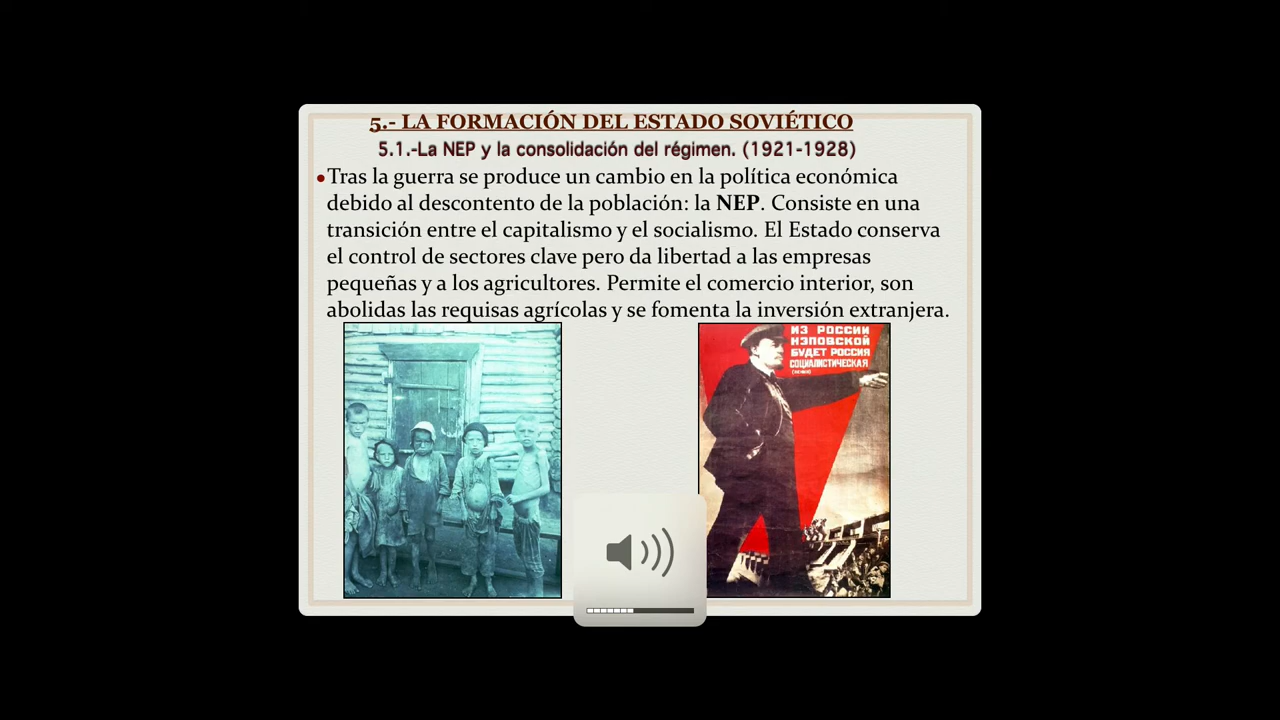 5.- LA FORMACIÓN DEL ESTADO SOVIÉTICO
5.1.-La NEP y la consolidación del régimen. (1921-1928)
•Tras la guerra se produce un cambio en la política económica
debido al descontento de la población: la NEP. Consiste en una
transición entre el capitalismo y el socialismo. El Estado conserva
el control de sectores clave pero da libertad a las empresas
pequeñas y a los agricultores. Permite el comercio interior, son
abolidas las requisas agrícolas y se fomenta la inversión extranjera.
ИЗ РОССИИ
НЭПОВСКОЙ
БУДЕТ РОССИЯ
СОЦИАЛИСТИЧЕСКАЯ